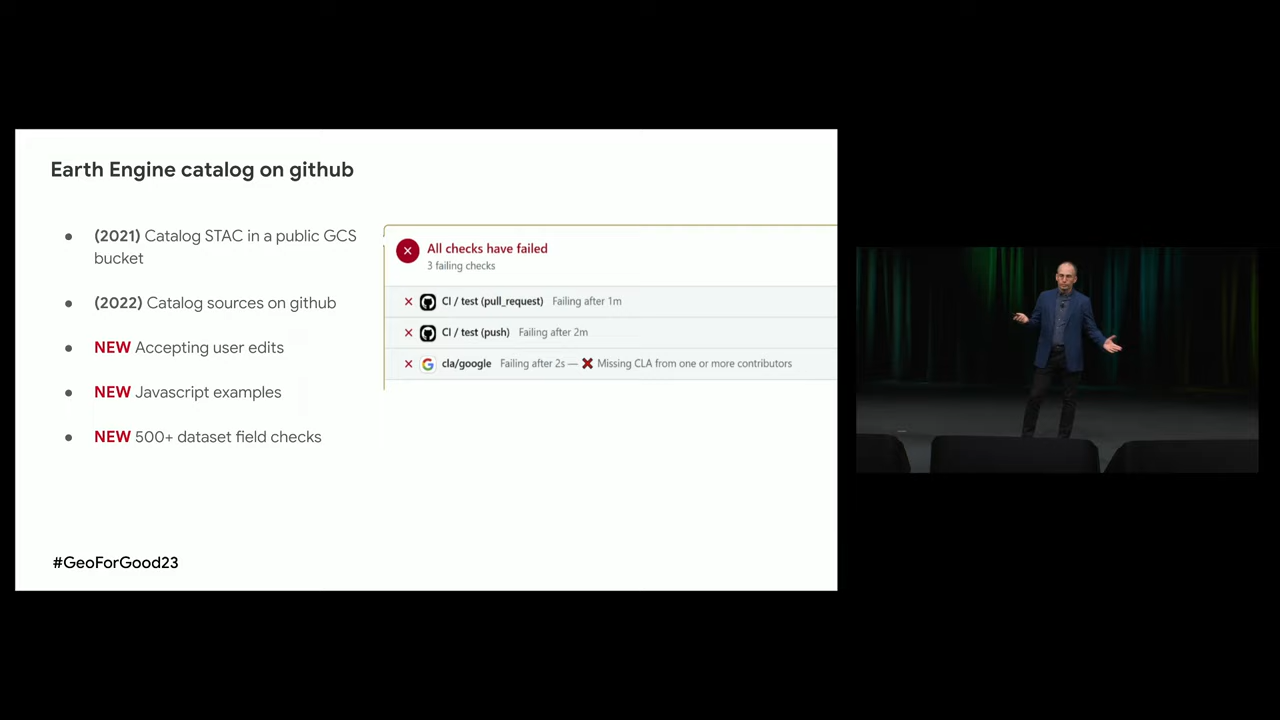 Earth Engine catalog on github
(2021) Catalog STAC in a public GCS
bucket
(2022) Catalog sources on github
NEW Accepting user edits
NEW Javascript examples
NEW 500+ dataset field checks
All checks have failed
3 failing checks
CI / test (pull_request) Failing after 1m
CI / test (push) Failing after 2m
cla/google Failing after 2s — ❌ Missing CLA from one or more contributors
#GeoForGood23